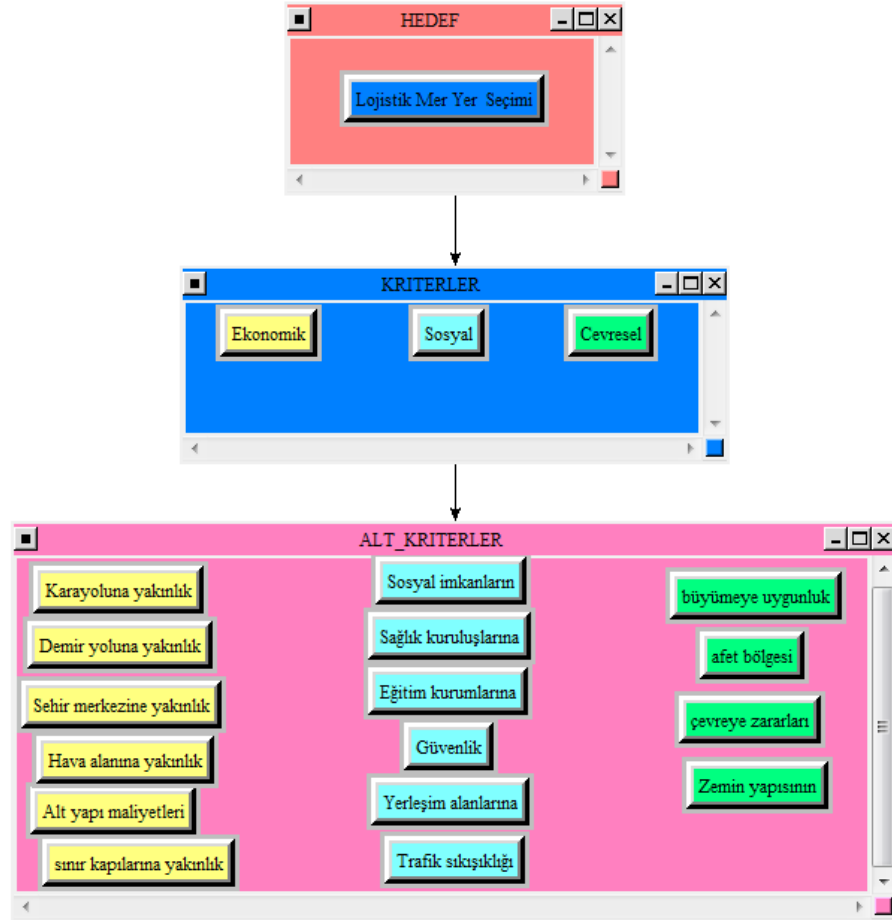 HEDEF
Lojistik Mer Yer Seçimi
KRITERLER
Ekonomik
Sosyal
Cevresel
ALT_KRITERLER
Karayoluna yakınlık
Demir yoluna yakınlık
Sehir merkezine yakınlık
Hava alanına yakınlık
Alt yapı maliyetleri
sınır kapılarına yakınlık
Sosyal imkanların
Sağlık kuruluşlarına
Eğitim kurumlarına
Güvenlik
Yerleşim alanlarına
Trafik sıkışıklığı
büyümeye uygunluk
afet bölgesi
çevreye zararları
Zemin yapısının